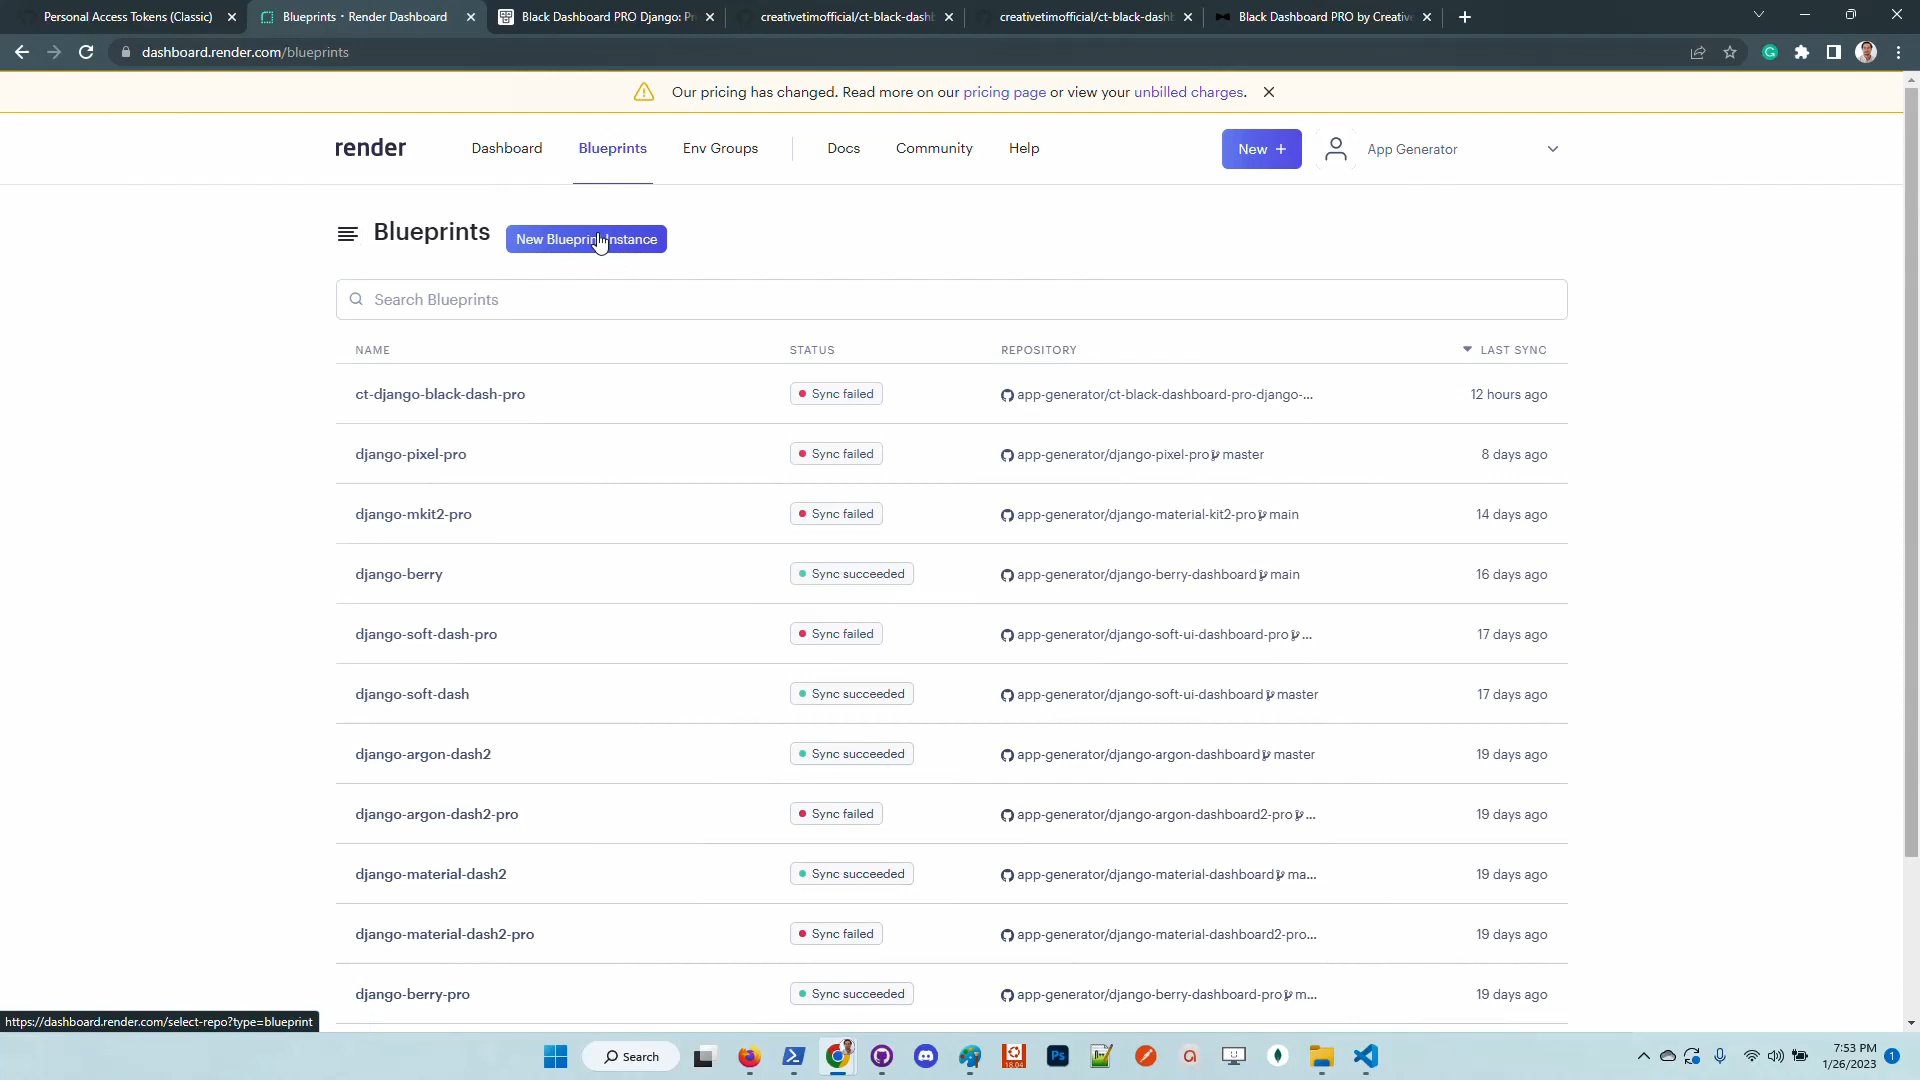 Personal Access Tokens (Classic)
Blueprints · Render Dashboard
Black Dashboard PRO Django: Pr
creativetimofficial/ct-black-dash
creativetimofficial/ct-black-dashb
Black Dashboard PRO by Creative
dashboard.render.com/blueprints
Our pricing has changed. Read more on our pricing page or view your unbilled charges.
render
Dashboard
Blueprints
Env Groups
Docs
Community
Help
New +
App Generator
Blueprints
New Blueprint Instance
Search Blueprints
NAME STATUS REPOSITORY LAST SYNC
ct-django-black-dash-pro Sync failed app-generator/ct-black-dashboard-pro-django-... 12 hours ago
django-pixel-pro Sync failed app-generator/django-pixel-pro master 8 days ago
django-mkit2-pro Sync failed app-generator/django-material-kit2-pro main 14 days ago
django-berry Sync succeeded app-generator/django-berry-dashboard main 16 days ago
django-soft-dash-pro Sync failed app-generator/django-soft-ui-dashboard-pro ... 17 days ago
django-soft-dash Sync succeeded app-generator/django-soft-ui-dashboard master 17 days ago
django-argon-dash2 Sync succeeded app-generator/django-argon-dashboard master 19 days ago
django-argon-dash2-pro Sync failed app-generator/django-argon-dashboard2-pro ... 19 days ago
django-material-dash2 Sync succeeded app-generator/django-material-dashboard ma... 19 days ago
django-material-dash2-pro Sync failed app-generator/django-material-dashboard2-pro... 19 days ago
django-berry-pro Sync succeeded app-generator/django-berry-dashboard-pro m... 19 days ago
https://dashboard.render.com/select-repo?type=blueprint
Search
Ps
18.04
7:53 PM
1/26/2023
1